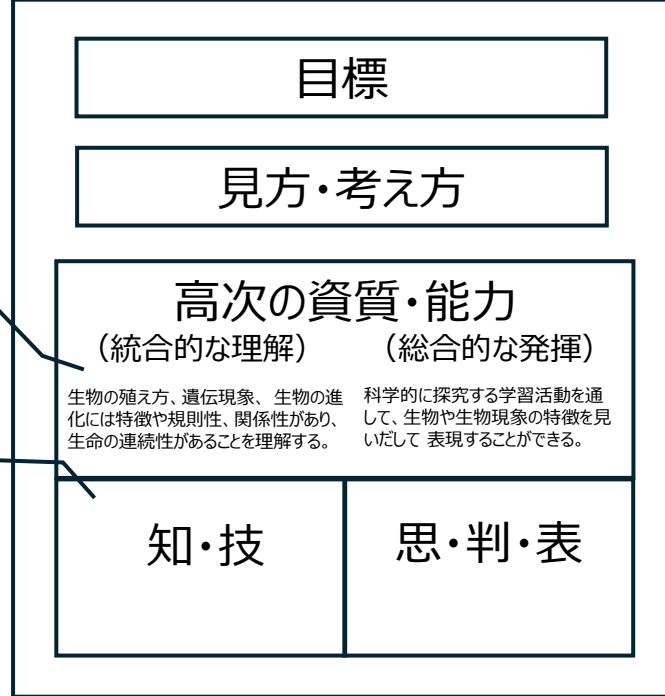 目標
見方・考え方
高次の資質・能力
（統合的な理解）
（総合的な発揮）
生物の殖え方、遺伝現象、 生物の進
化には特徴や規則性、関係性があり、
生命の連続性があることを理解する。
科学的に探究する学習活動を通
して、生物や生物現象の特徴を見
いだして 表現することができる。
知・技
思・判・表